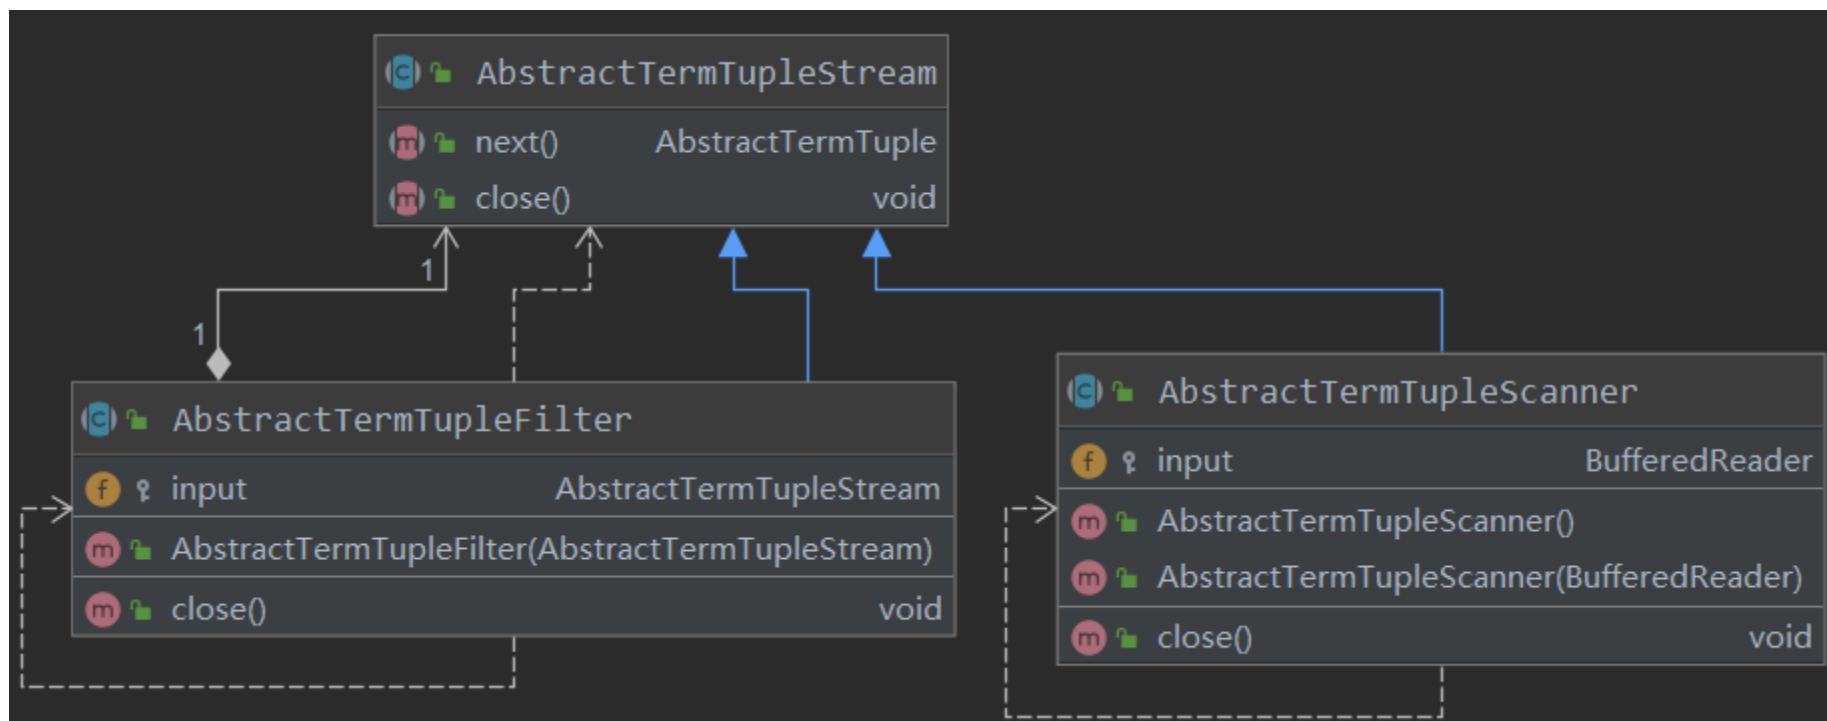 AbstractTermTupleStream
next() AbstractTermTuple
close() void
1
1
AbstractTermTupleFilter
input AbstractTermTupleStream
AbstractTermTupleFilter(AbstractTermTupleStream)
close() void
AbstractTermTupleScanner
input BufferedReader
AbstractTermTupleScanner()
AbstractTermTupleScanner(BufferedReader)
close() void